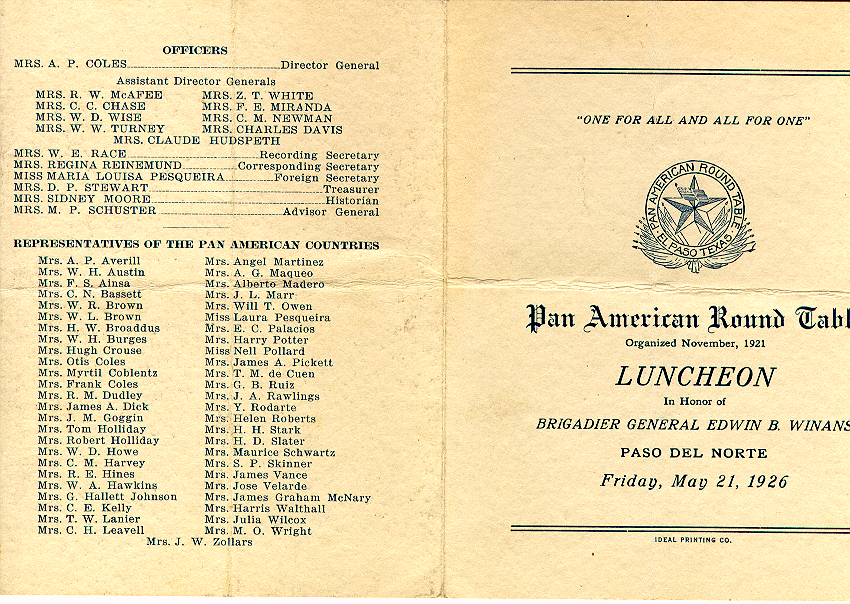 OFFICERS
MRS. A. P. COLES Director General
Assistant Director Generals
MRS. R. W. McAFEE MRS. Z. T. WHITE
MRS. C. C. CHASE MRS. F. E. MIRANDA
MRS. W. D. WISE MRS. C. M. NEWMAN
MRS. W. W. TURNEY MRS. CHARLES DAVIS
MRS. CLAUDE HUDSPETH
MRS. W. E. RACE Recording Secretary
MRS. REGINA REINEMUND Corresponding Secretary
MISS MARIA LOUISA PESQUEIRA Foreign Secretary
MRS. D. P. STEWART Treasurer
MRS. SIDNEY MOORE Historian
MRS. M. P. SCHUSTER Advisor General
REPRESENTATIVES OF THE PAN AMERICAN COUNTRIES
Mrs. A. P. Averill Mrs. Angel Martinez
Mrs. W. H. Austin Mrs. A. G. Maqueo
Mrs. F. S. Ainsa Mrs. Alberto Madero
Mrs. C. N. Bassett Mrs. J. L. Marr
Mrs. W. R. Brown Mrs. Will T. Owen
Mrs. W. L. Brown Miss Laura Pesqueira
Mrs. H. W. Broaddus Mrs. E. C. Palacios
Mrs. W. H. Burges Mrs. Harry Potter
Mrs. Hugh Crouse Miss Nell Pollard
Mrs. Otis Coles Mrs. James A. Pickett
Mrs. Myrtil Coblentz Mrs. T. M. de Cuen
Mrs. Frank Coles Mrs. G. B. Ruiz
Mrs. R. M. Dudley Mrs. J. A. Rawlings
Mrs. James A. Dick Mrs. Y. Rodarte
Mrs. J. M. Goggin Mrs. Helen Roberts
Mrs. Tom Holliday Mrs. H. H. Stark
Mrs. Robert Holliday Mrs. H. D. Slater
Mrs. W. D. Howe Mrs. Maurice Schwartz
Mrs. C. M. Harvey Mrs. S. P. Skinner
Mrs. R. E. Hines Mrs. James Vance
Mrs. W. A. Hawkins Mrs. Jose Velarde
Mrs. G. Hallett Johnson Mrs. James Graham McNary
Mrs. C. E. Kelly Mrs. Harris Walthall
Mrs. T. W. Lanier Mrs. Julia Wilcox
Mrs. C. H. Leavell Mrs. M. O. Wright
Mrs. J. W. Zollars
"ONE FOR ALL AND ALL FOR ONE"
PAN AMERICAN ROUND TABLE
EL PASO TEXAS
Pan American Round Tabl
Organized November, 1921
LUNCHEON
In Honor of
BRIGADIER GENERAL EDWIN B. WINANS
PASO DEL NORTE
Friday, May 21, 1926
IDEAL PRINTING CO.